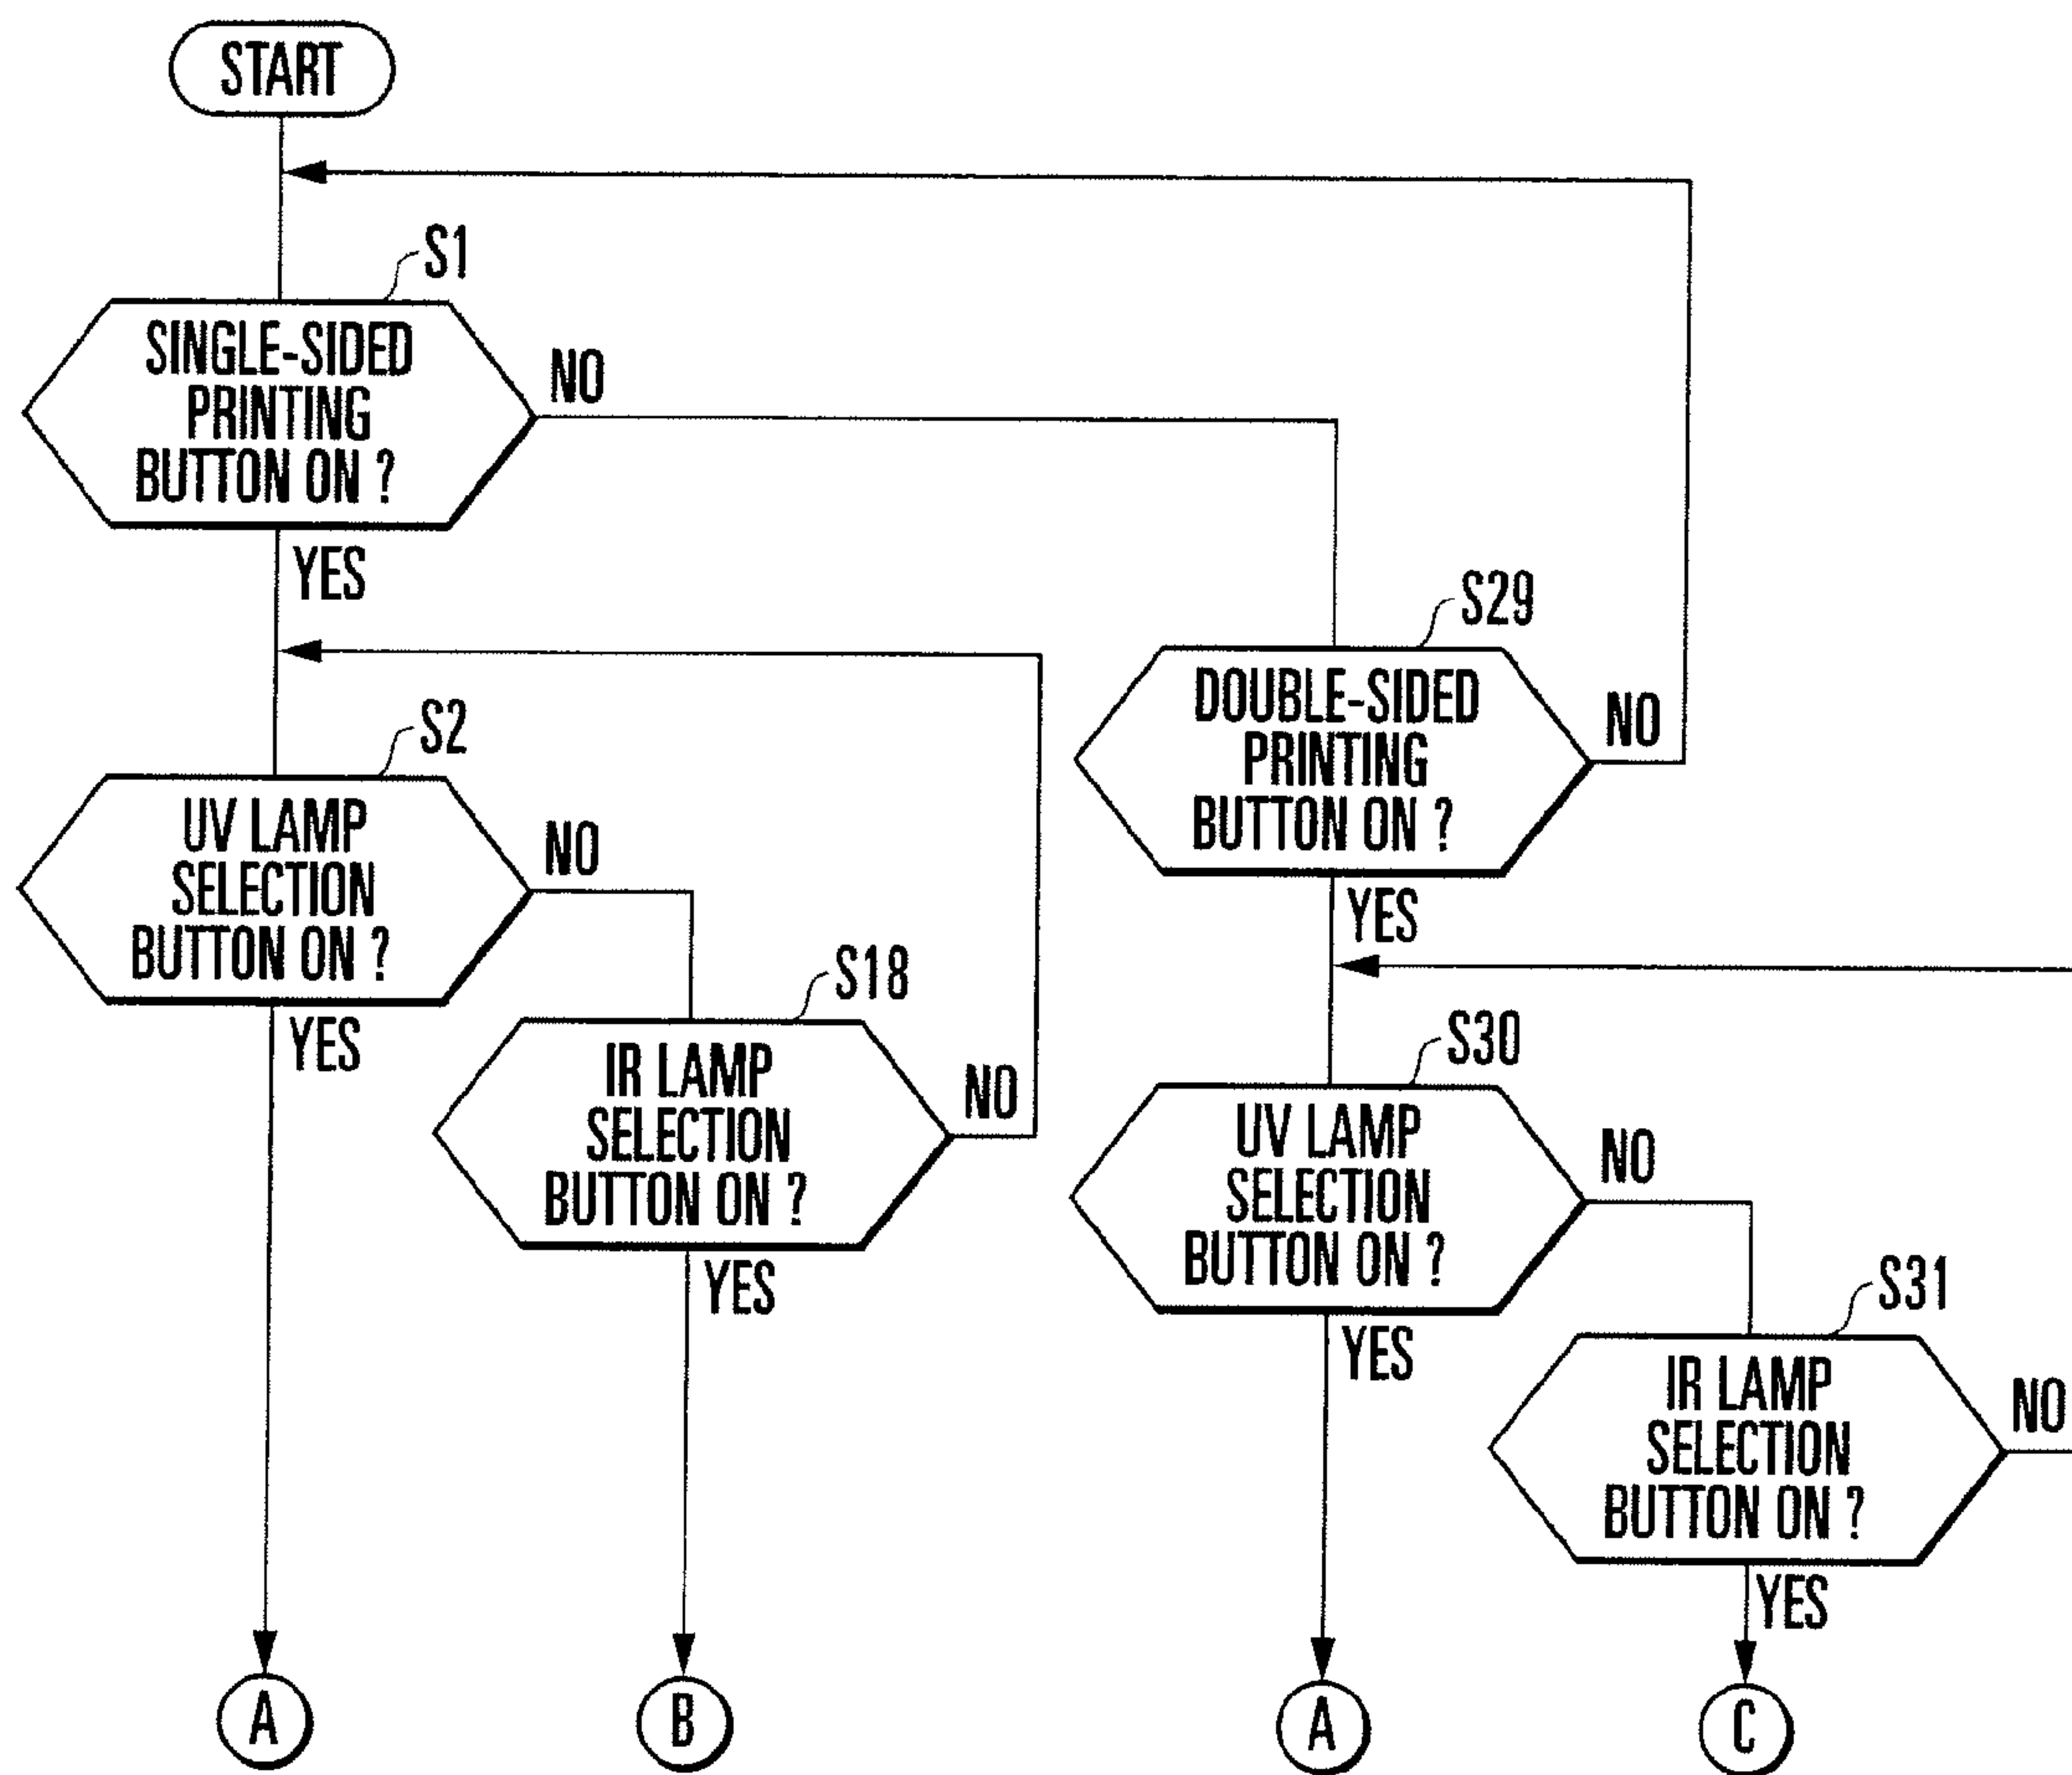 START
S1
SINGLE-SIDED
PRINTING
BUTTON ON ?
NO
YES
S29
DOUBLE-SIDED
PRINTING
BUTTON ON ?
NO
YES
S2
UV LAMP
SELECTION
BUTTON ON ?
NO
YES
S18
IR LAMP
SELECTION
BUTTON ON ?
NO
YES
S30
UV LAMP
SELECTION
BUTTON ON ?
NO
YES
S31
IR LAMP
SELECTION
BUTTON ON ?
NO
YES
A
B
A
C